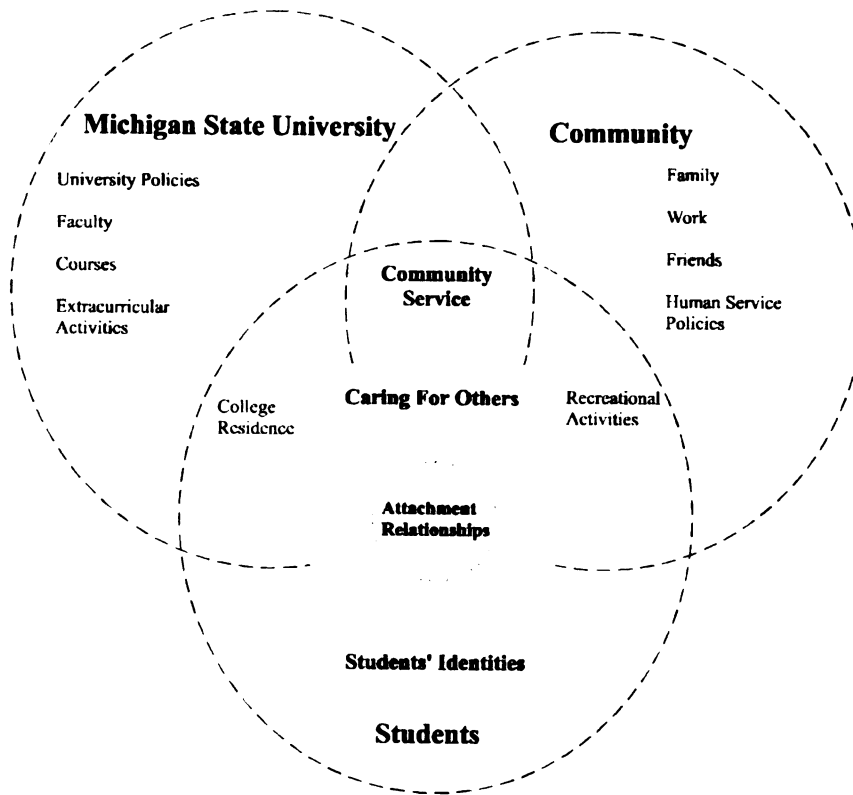 Michigan State University
University Policies
Faculty
Courses
Extracurricular
Activities
Community
Family
Work
Friends
Human Service
Policies
Community
Service
Caring For Others
College
Residence
Recreational
Activities
Attachment
Relationships
Students' Identities
Students